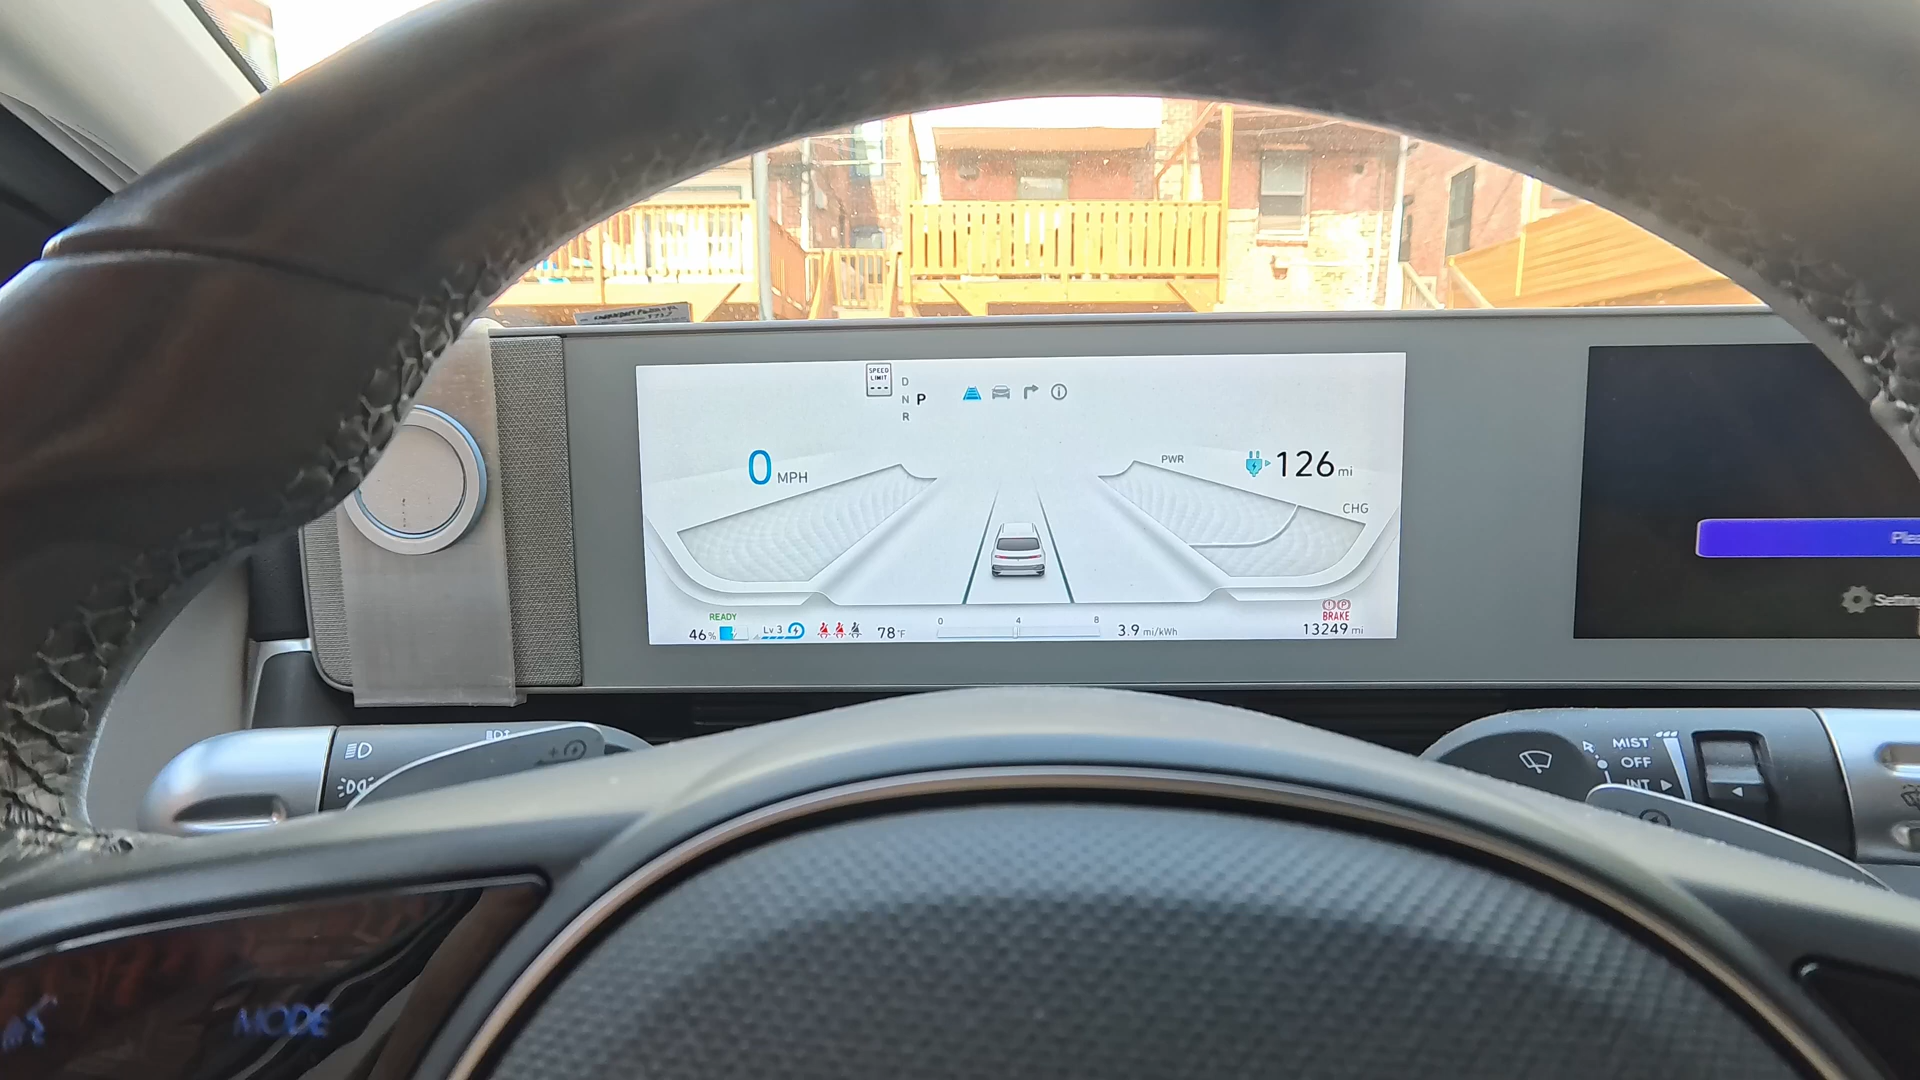 SPEED
LIMIT
---
D
N P
R
0 MPH
PWR
126 mi
CHG
READY
46%
Lv 3
78°F
0 4 8
3.9 mi/kWh
BRAKE
13249 mi
MIST
OFF
INT
MODE